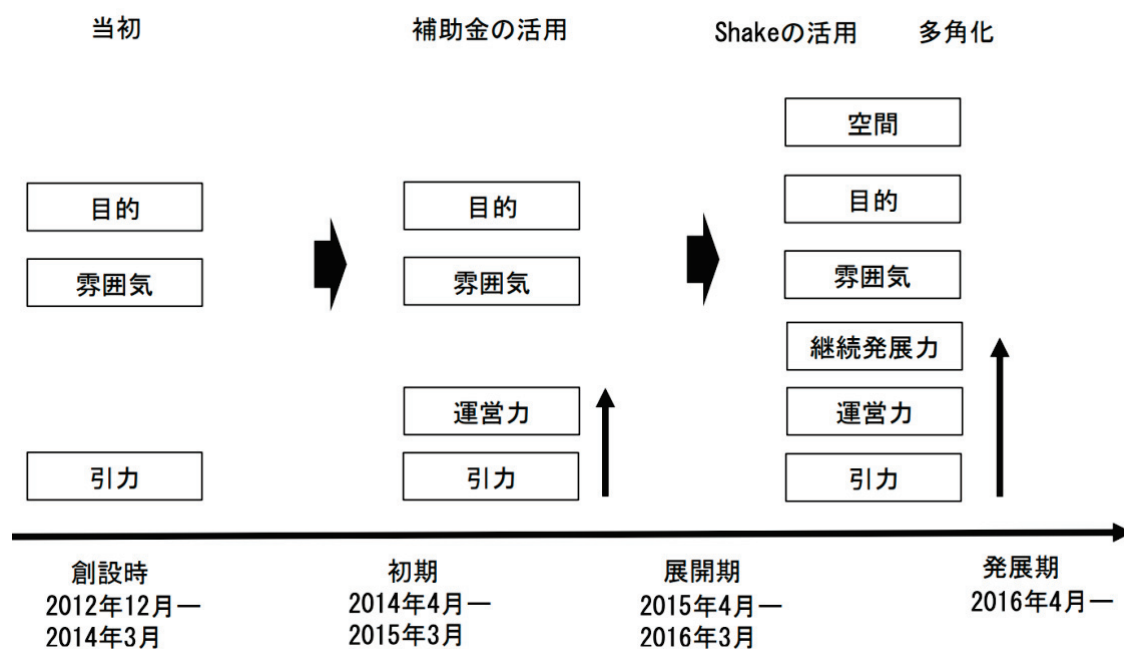 当初
補助金の活用
Shakeの活用
多角化
空間
目的
目的
目的
雰囲気
雰囲気
雰囲気
継続発展力
運営力
運営力
引力
引力
引力
創設時
2012年12月―
2014年3月
初期
2014年4月―
2015年3月
展開期
2015年4月―
2016年3月
発展期
2016年4月―